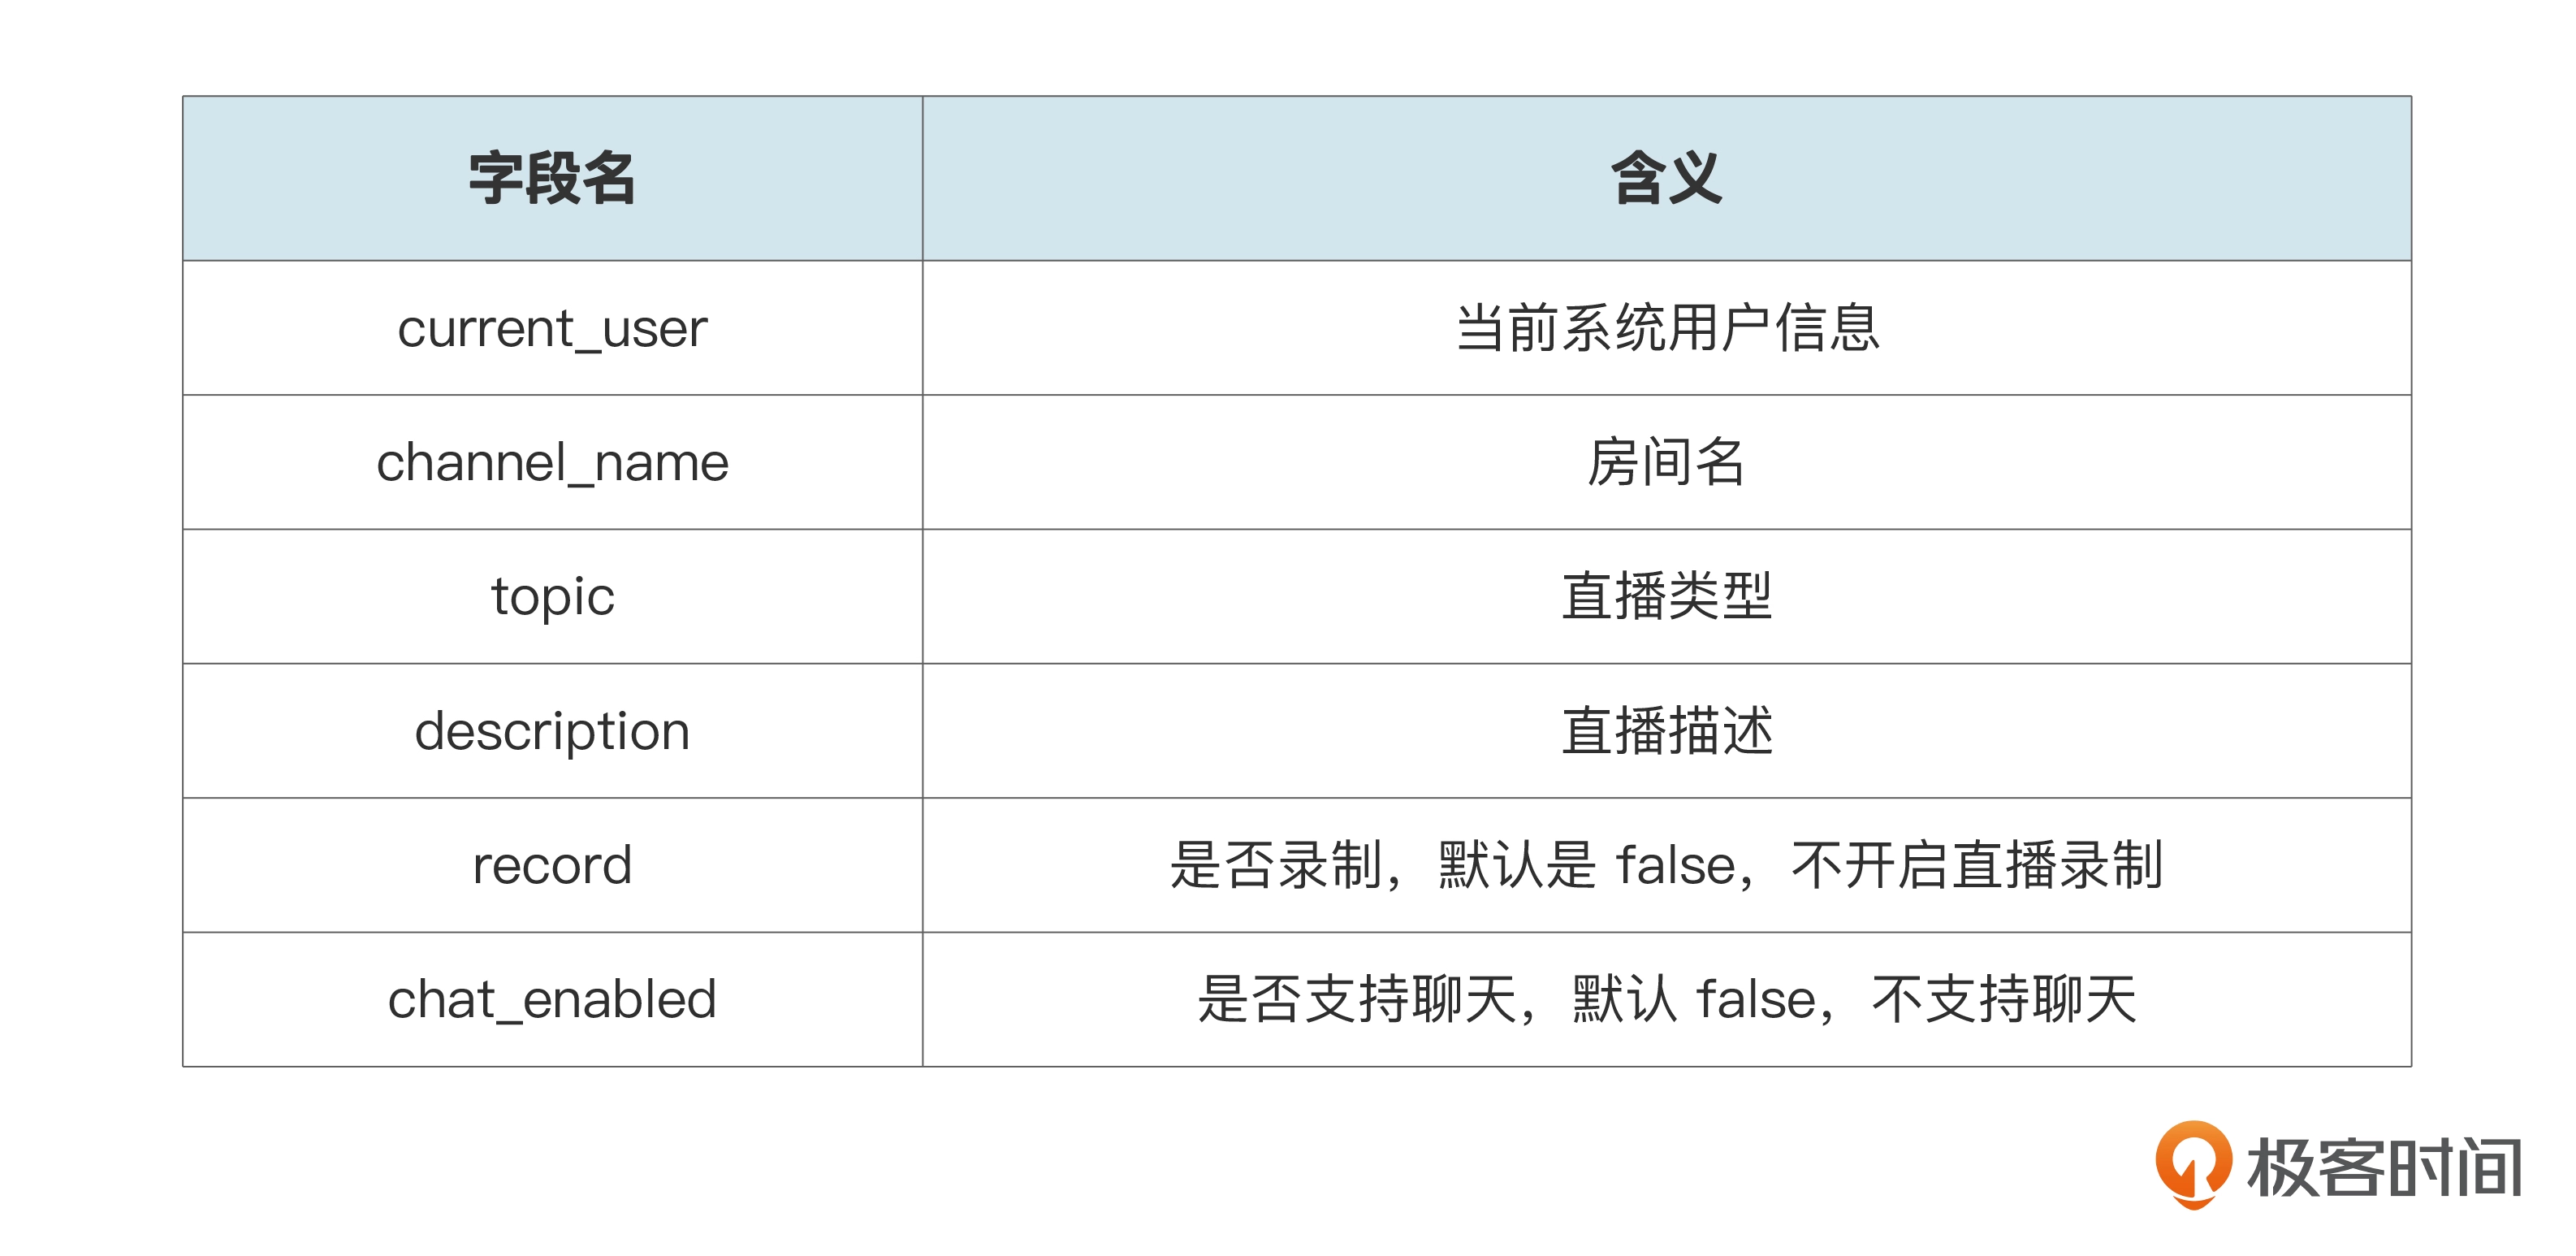 字段名
含义
current_user
当前系统用户信息
channel_name
房间名
topic
直播类型
description
直播描述
record
是否录制，默认是 false，不开启直播录制
chat_enabled
是否支持聊天，默认 false，不支持聊天
极客时间